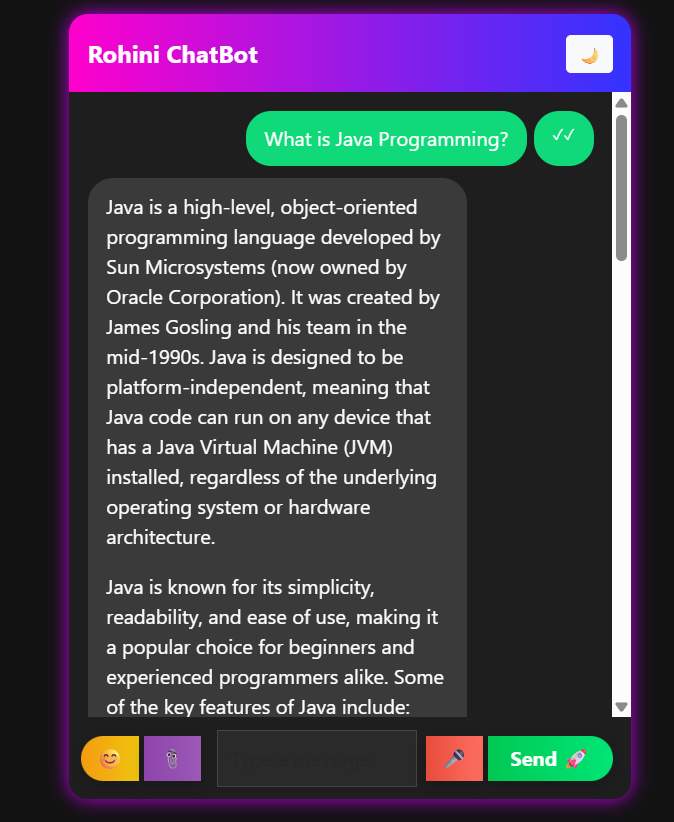 Rohini ChatBot
What is Java Programming?
Java is a high-level, object-oriented
programming language developed by
Sun Microsystems (now owned by
Oracle Corporation). It was created by
James Gosling and his team in the
mid-1990s. Java is designed to be
platform-independent, meaning that
Java code can run on any device that
has a Java Virtual Machine (JVM)
installed, regardless of the underlying
operating system or hardware
architecture.
Java is known for its simplicity,
readability, and ease of use, making it
a popular choice for beginners and
experienced programmers alike. Some
of the key features of Java include:
Type a message...
Send